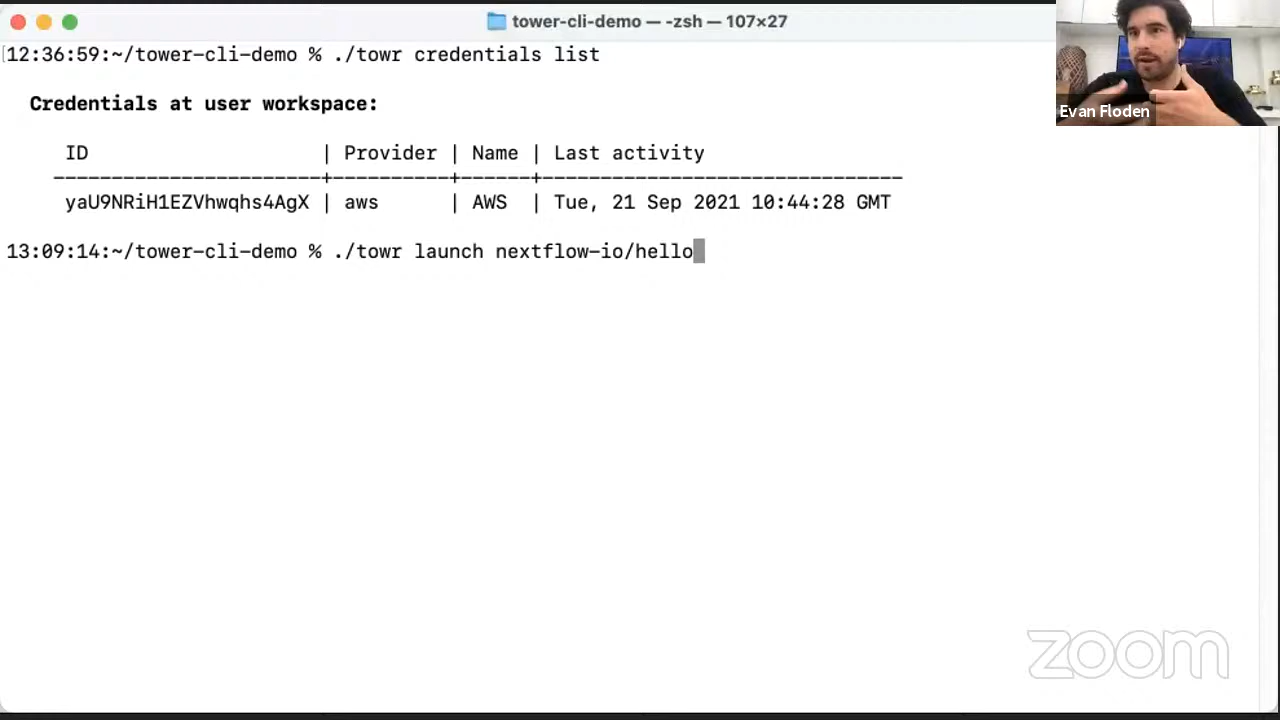 tower-cli-demo — -zsh — 107×27
[12:36:59:~/tower-cli-demo % ./towr credentials list
Evan Floden
Credentials at user workspace:
ID | Provider | Name | Last activity
-----------------------+----------+------+-------------------------------
yaU9NRiH1EZVhwqhs4AgX | aws | AWS | Tue, 21 Sep 2021 10:44:28 GMT
13:09:14:~/tower-cli-demo % ./towr launch nextflow-io/hello
zoom